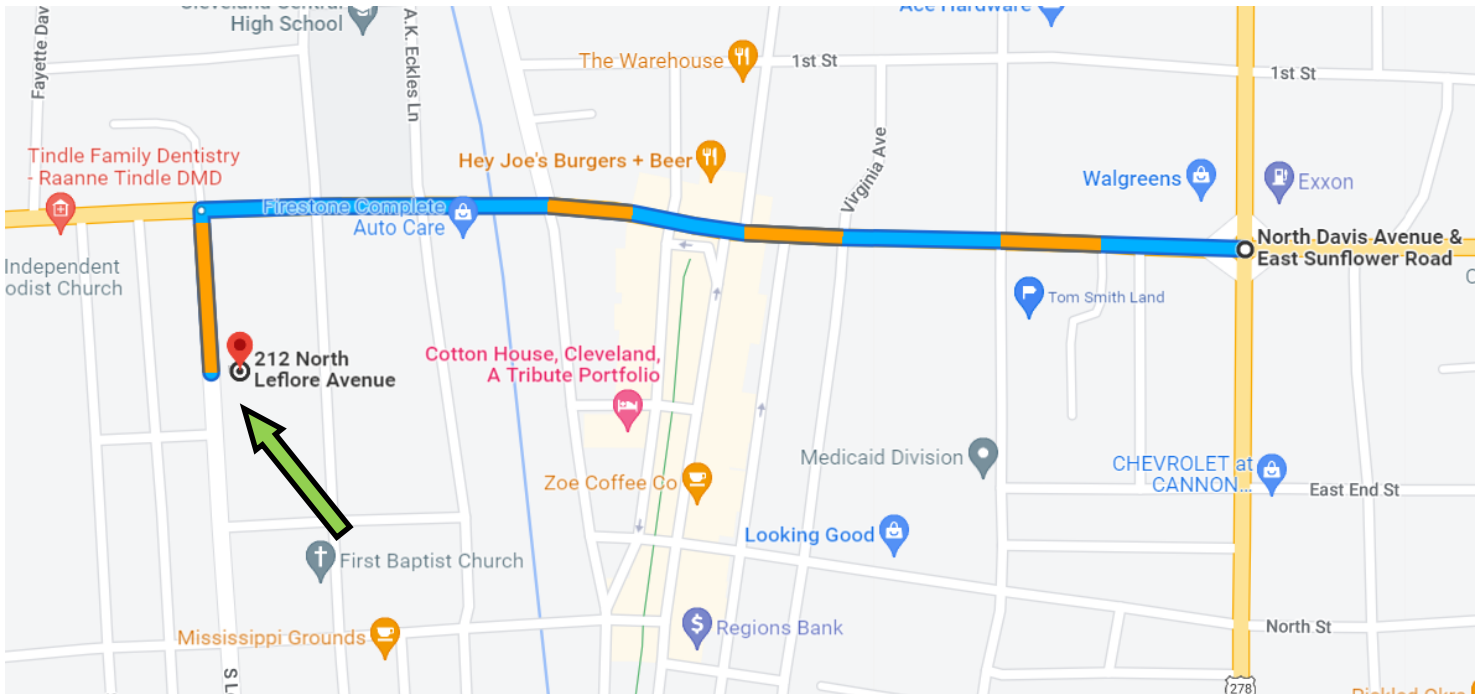 Cleveland Central
High School
Ace Hardware
Fayette Dav
A.K. Eckles Ln
The Warehouse
1st St
1st St
Tindle Family Dentistry
- Raanne Tindle DMD
Hey Joe's Burgers + Beer
Virginia Ave
Walgreens
Exxon
Firestone Complete
Auto Care
North Davis Avenue &
East Sunflower Road
Independent
odist Church
C
Tom Smith Land
212 North
Leflore Avenue
Cotton House, Cleveland,
A Tribute Portfolio
Medicaid Division
CHEVROLET at
CANNON...
Zoe Coffee Co
East End St
Looking Good
First Baptist Church
Mississippi Grounds
Regions Bank
North St
S L
278
Pickled Okra